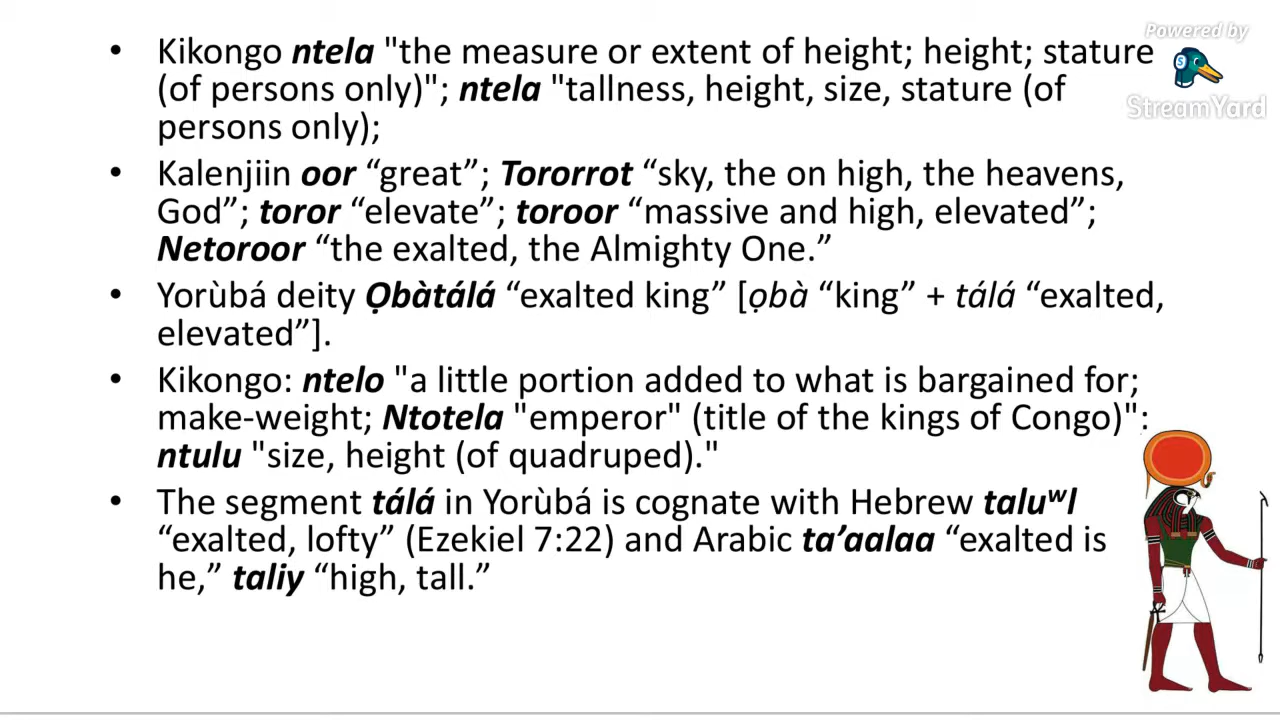 Powered by
StreamYard
• Kikongo ntela "the measure or extent of height; height; stature
(of persons only)"; ntela "tallness, height, size, stature (of
persons only);
• Kalenjiin oor “great”; Tororrot “sky, the on high, the heavens,
God”; toror “elevate”; toroor “massive and high, elevated”;
Netoroor “the exalted, the Almighty One.”
• Yorùbá deity Ọbàtálá “exalted king” [ọbà “king” + tálá “exalted,
elevated”].
• Kikongo: ntelo "a little portion added to what is bargained for;
make-weight; Ntotela "emperor" (title of the kings of Congo)":
ntulu "size, height (of quadruped)."
• The segment tálá in Yorùbá is cognate with Hebrew taluʷl
“exalted, lofty” (Ezekiel 7:22) and Arabic ta’aalaa “exalted is
he,” taliy “high, tall.”